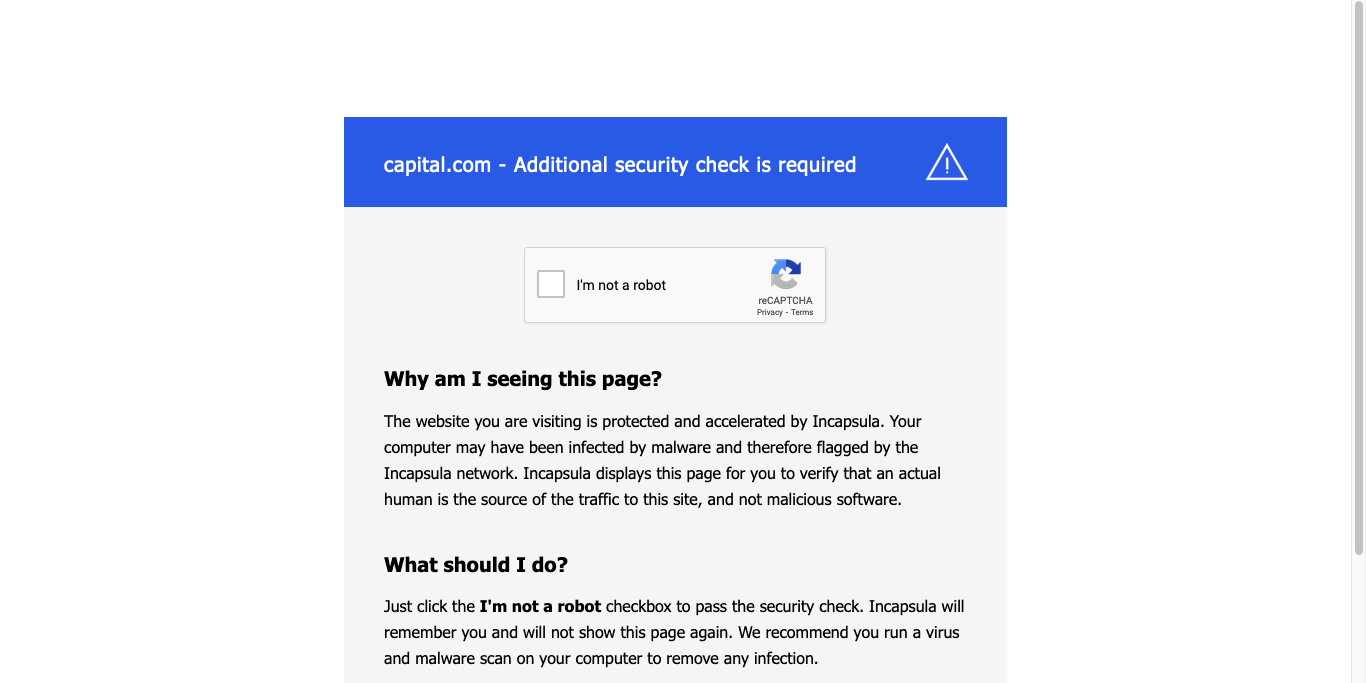 capital.com - Additional security check is required
I'm not a robot
reCAPTCHA
Privacy - Terms
Why am I seeing this page?
The website you are visiting is protected and accelerated by Incapsula. Your
computer may have been infected by malware and therefore flagged by the
Incapsula network. Incapsula displays this page for you to verify that an actual
human is the source of the traffic to this site, and not malicious software.
What should I do?
Just click the I'm not a robot checkbox to pass the security check. Incapsula will
remember you and will not show this page again. We recommend you run a virus
and malware scan on your computer to remove any infection.